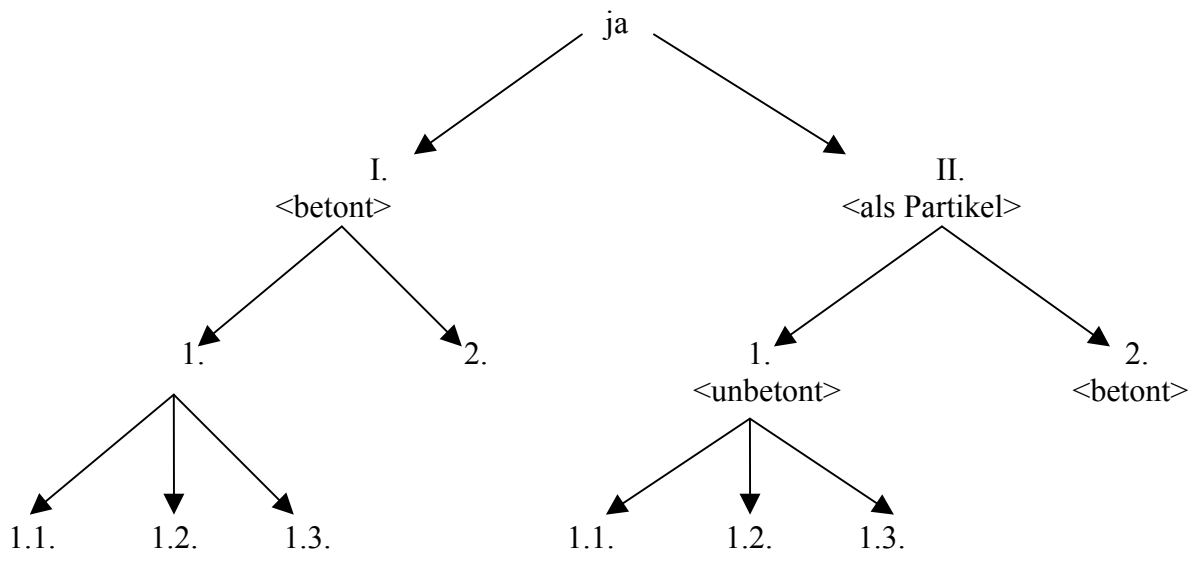 ja
I. II.
<betont> <als Partikel>
1. 2. 1. 2.
<unbetont> <betont>
1.1. 1.2. 1.3. 1.1. 1.2. 1.3.